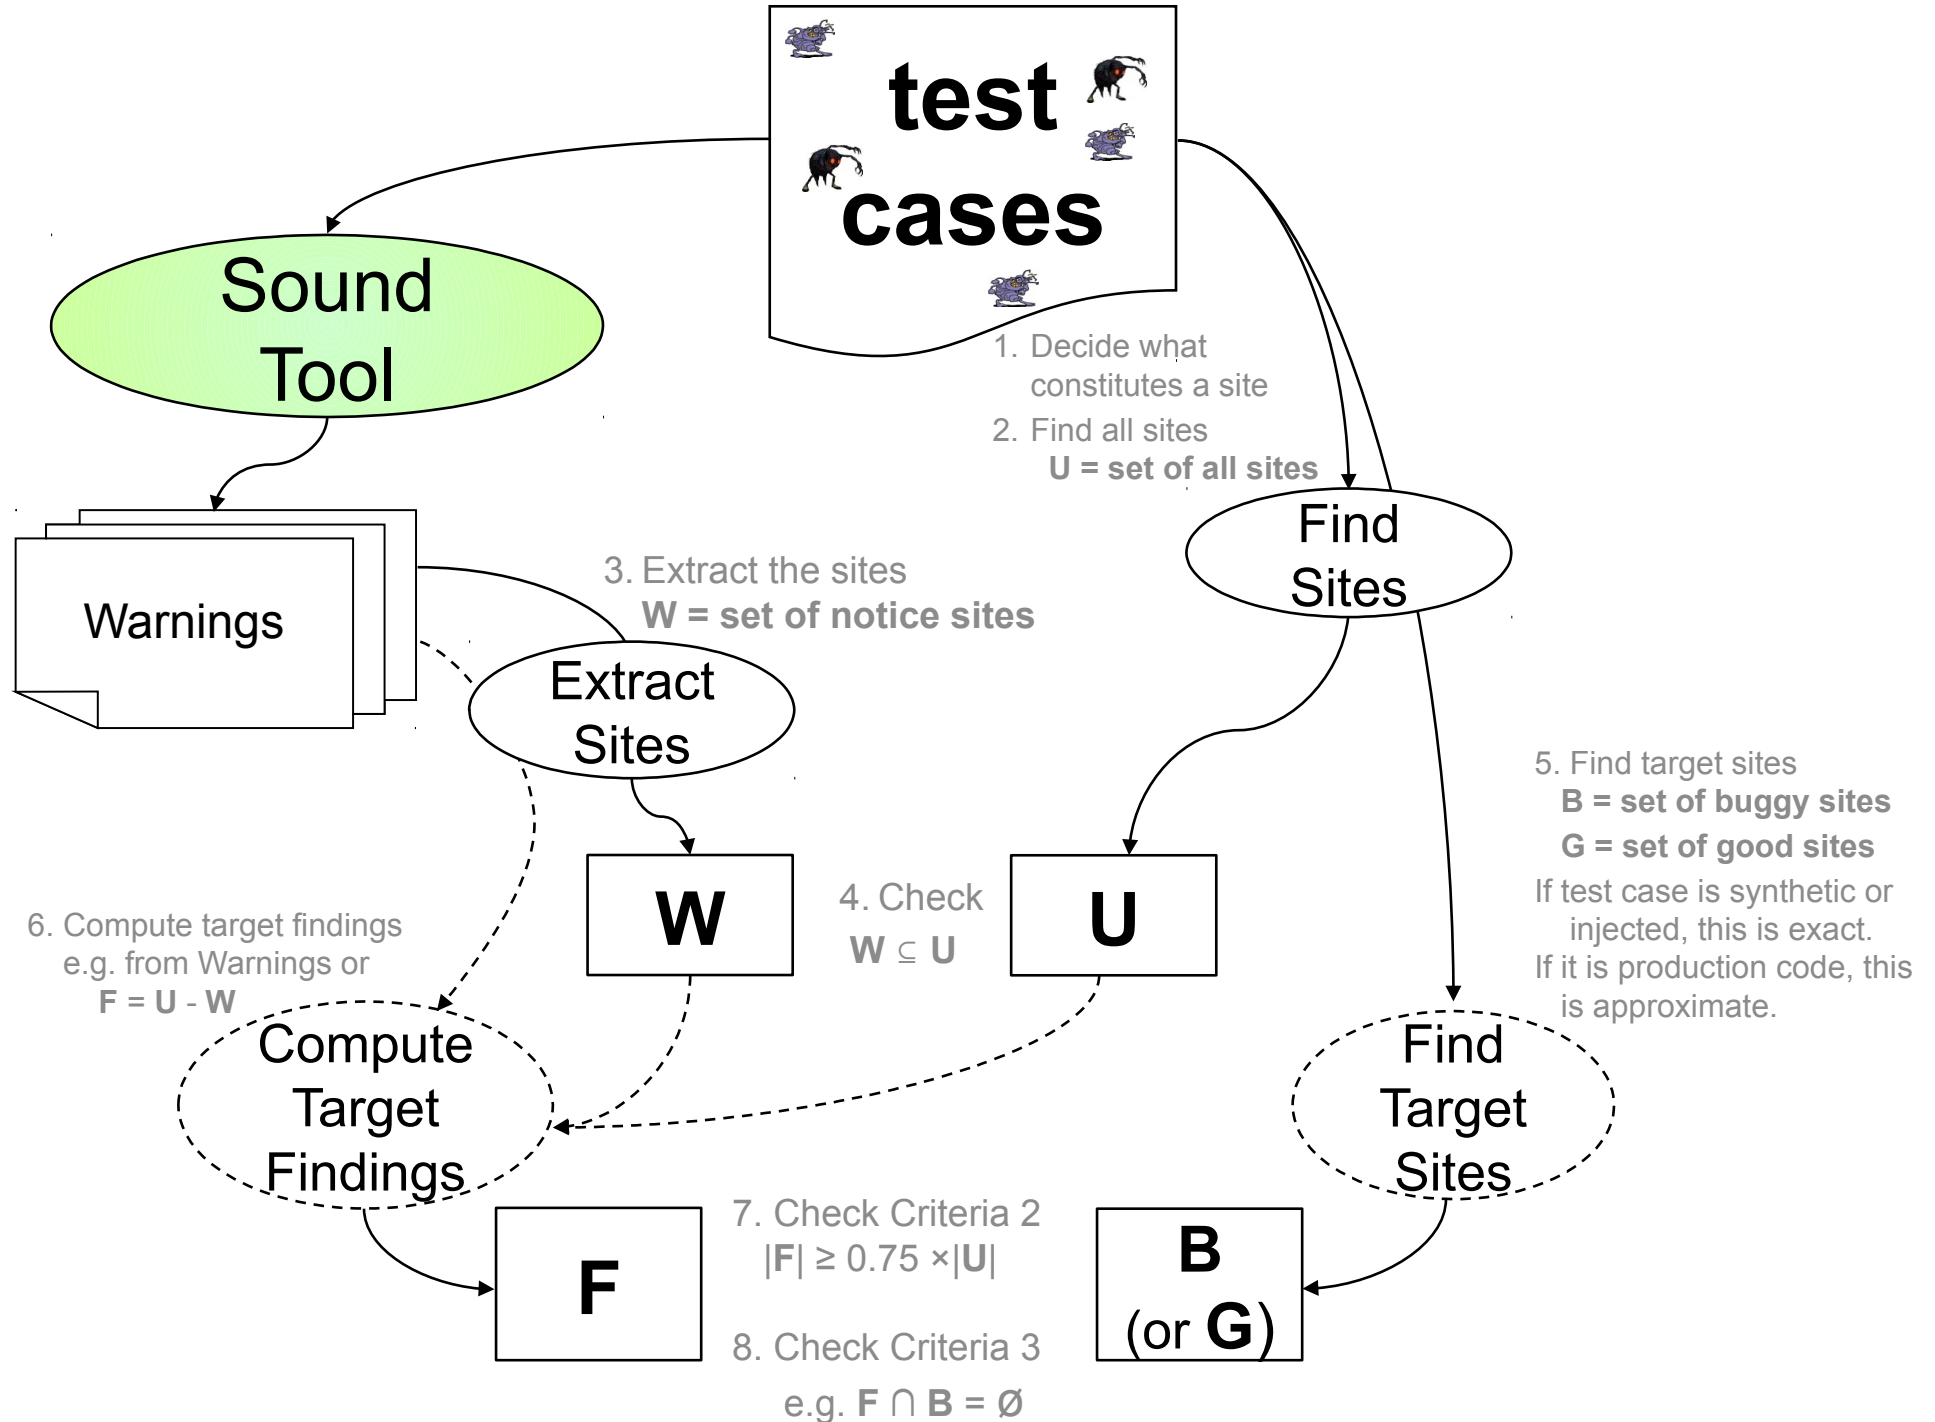 test
cases
Sound
Tool
1. Decide what
constitutes a site
2. Find all sites
U = set of all sites
Find
Sites
3. Extract the sites
W = set of notice sites
Warnings
Extract
Sites
5. Find target sites
B = set of buggy sites
G = set of good sites
If test case is synthetic or
injected, this is exact.
If it is production code, this
is approximate.
W
4. Check
W ⊆ U
U
6. Compute target findings
e.g. from Warnings or
F = U - W
Compute
Target
Findings
Find
Target
Sites
F
7. Check Criteria 2
|F| ≥ 0.75 ×|U|
8. Check Criteria 3
e.g. F ∩ B = Ø
B
(or G)